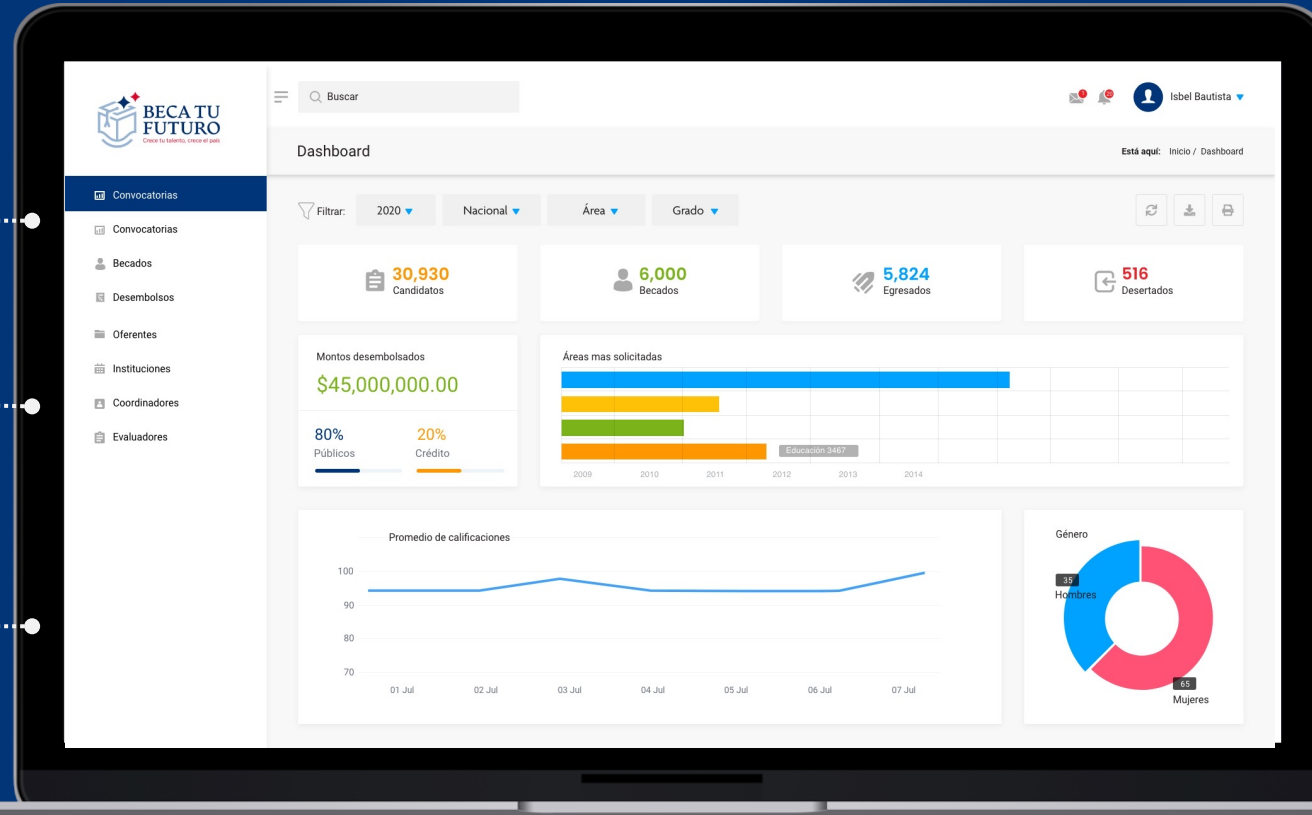 BECA TU
FUTURO
Crece tu talento, crece el país
Buscar
Isbel Bautista
Dashboard
Está aquí: Inicio / Dashboard
Convocatorias
Convocatorias
Becados
Desembolsos
Oferentes
Instituciones
Coordinadores
Evaluadores
Filtrar: 2020 Nacional Área Grado
30,930
Candidatos
6,000
Becados
5,824
Egresados
516
Desertados
Montos desembolsados
$45,000,000.00
80% 20%
Públicos Crédito
Áreas mas solicitadas
Educación 3467
2009 2010 2011 2012 2013 2014
Promedio de calificaciones
100
90
80
70
01 Jul 02 Jul 03 Jul 04 Jul 05 Jul 06 Jul 07 Jul
Género
35
Hombres
65
Mujeres